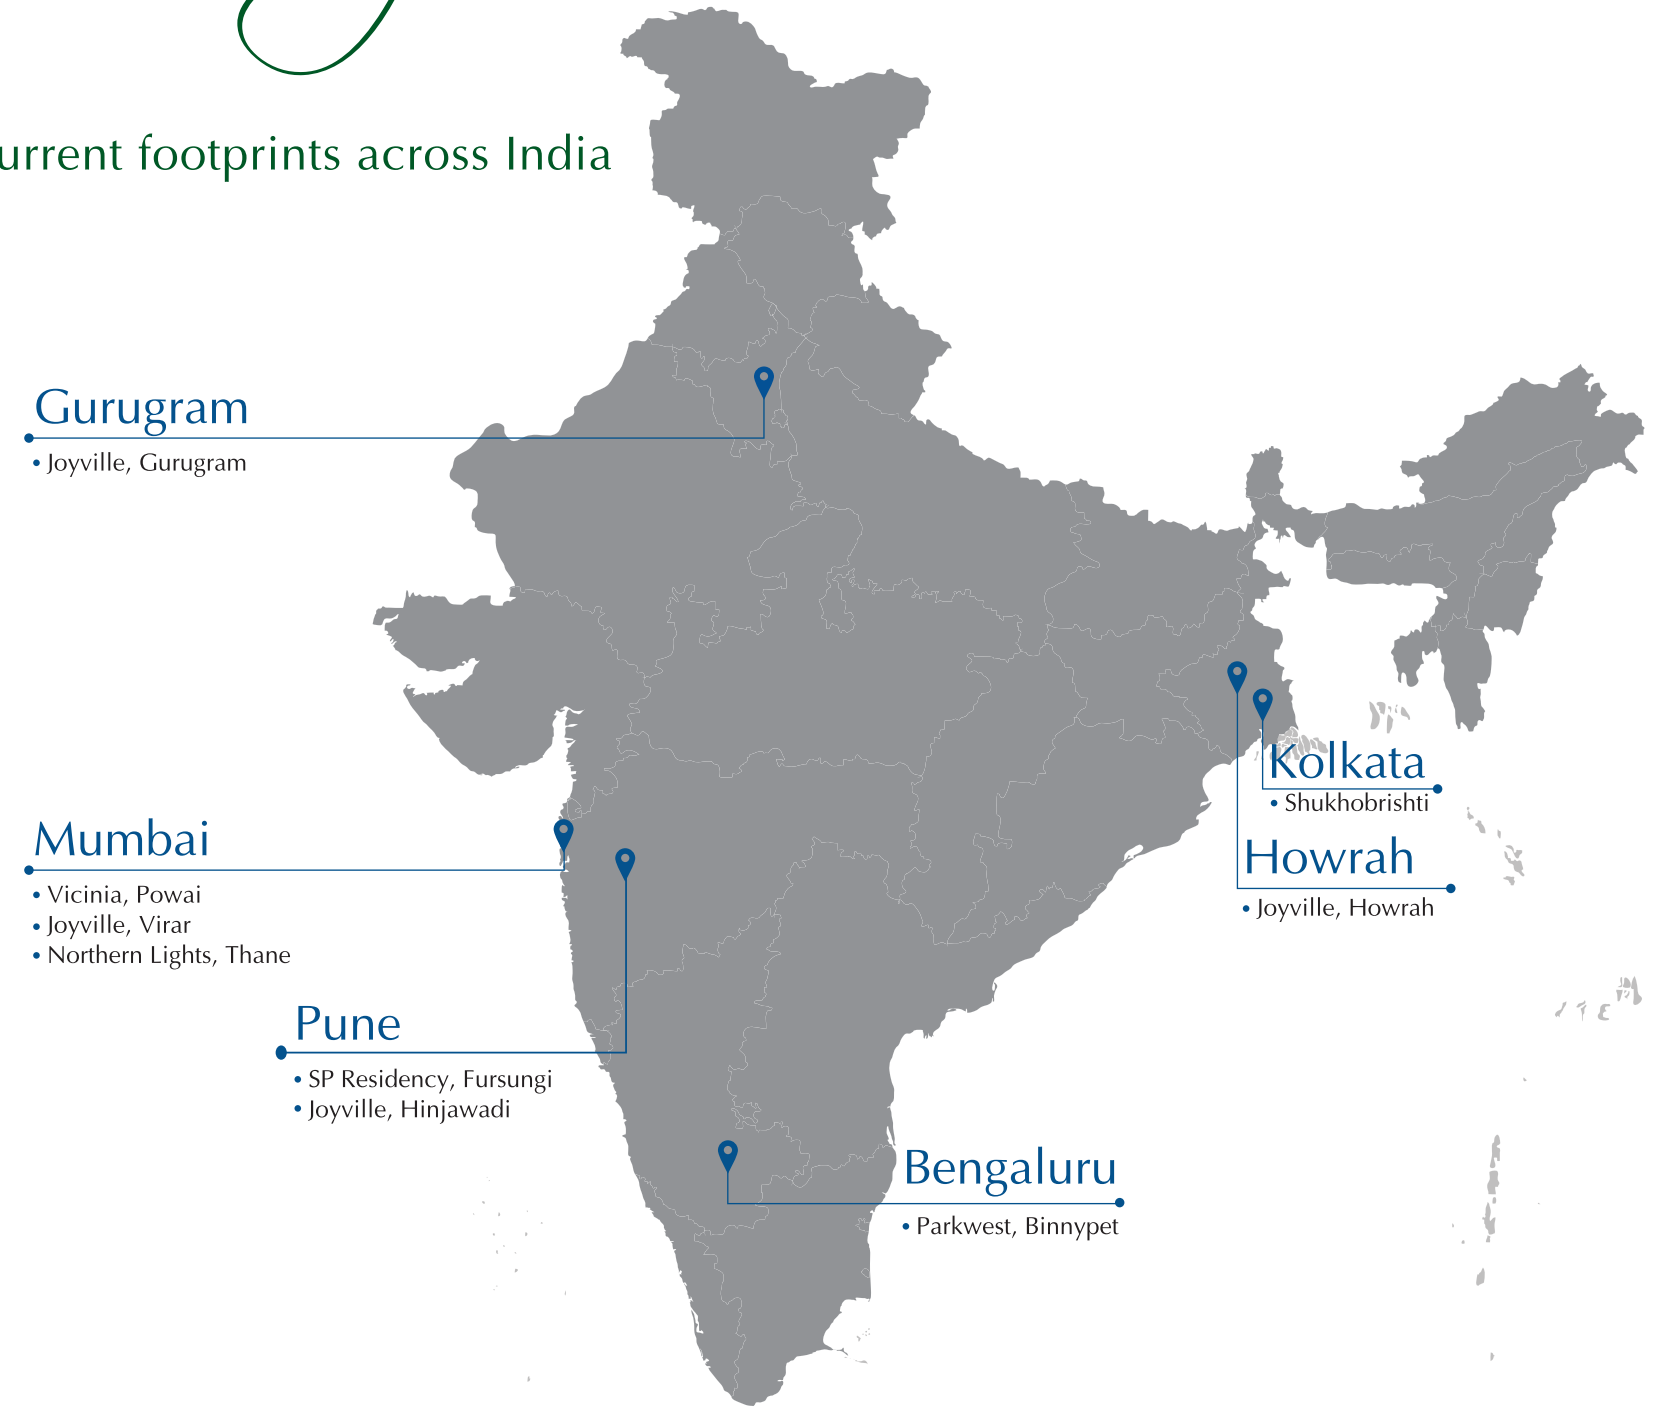 urrent footprints across India
Gurugram
• Joyville, Gurugram
Kolkata
• Shukhobrishti
Mumbai
• Vicinia, Powai
• Joyville, Virar
• Northern Lights, Thane
Howrah
• Joyville, Howrah
Pune
• SP Residency, Fursungi
• Joyville, Hinjawadi
Bengaluru
• Parkwest, Binnypet